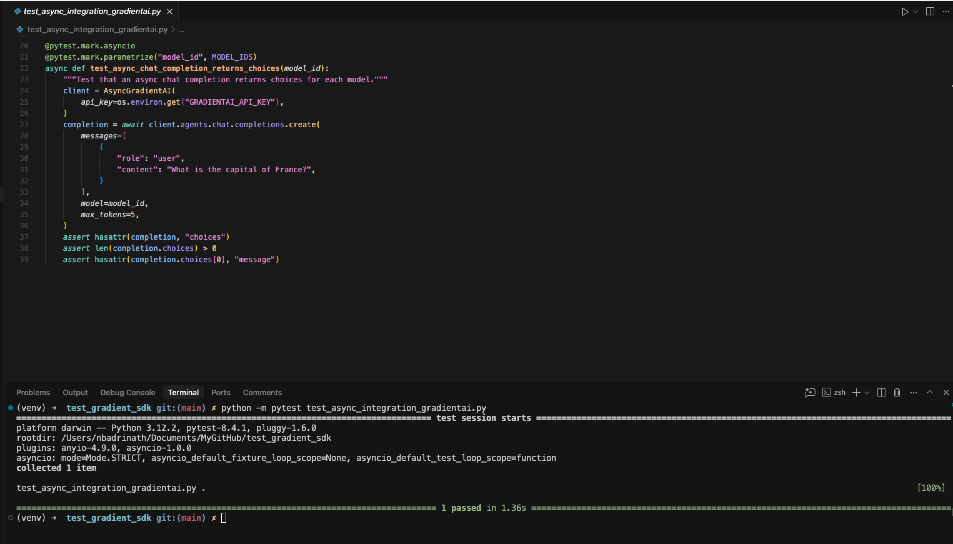 test_async_integration_gradientai.py ×
test_async_integration_gradientai.py > ...
20 @pytest.mark.asyncio
21 @pytest.mark.parametrize("model_id", MODEL_IDS)
22 async def test_async_chat_completion_returns_choices(model_id):
23 """Test that an async chat completion returns choices for each model."""
24 client = AsyncGradientAI(
25 api_key=os.environ.get("GRADIENTAI_API_KEY"),
26 )
27 completion = await client.agents.chat.completions.create(
28 messages=[
29 {
30 "role": "user",
31 "content": "What is the capital of France?",
32 }
33 ],
34 model=model_id,
35 max_tokens=5,
36 )
37 assert hasattr(completion, "choices")
38 assert len(completion.choices) > 0
39 assert hasattr(completion.choices[0], "message")
Problems Output Debug Console Terminal Ports Comments zsh
(venv) → test_gradient_sdk git:(main) ✗ python -m pytest test_async_integration_gradientai.py
test session starts
platform darwin -- Python 3.12.2, pytest-8.4.1, pluggy-1.6.0
rootdir: /Users/nbadrinath/Documents/MyGitHub/test_gradient_sdk
plugins: anyio-4.9.0, asyncio-1.0.0
asyncio: mode=Mode.STRICT, asyncio_default_fixture_loop_scope=None, asyncio_default_test_loop_scope=function
collected 1 item
test_async_integration_gradientai.py . [100%]
1 passed in 1.36s
(venv) → test_gradient_sdk git:(main) ✗